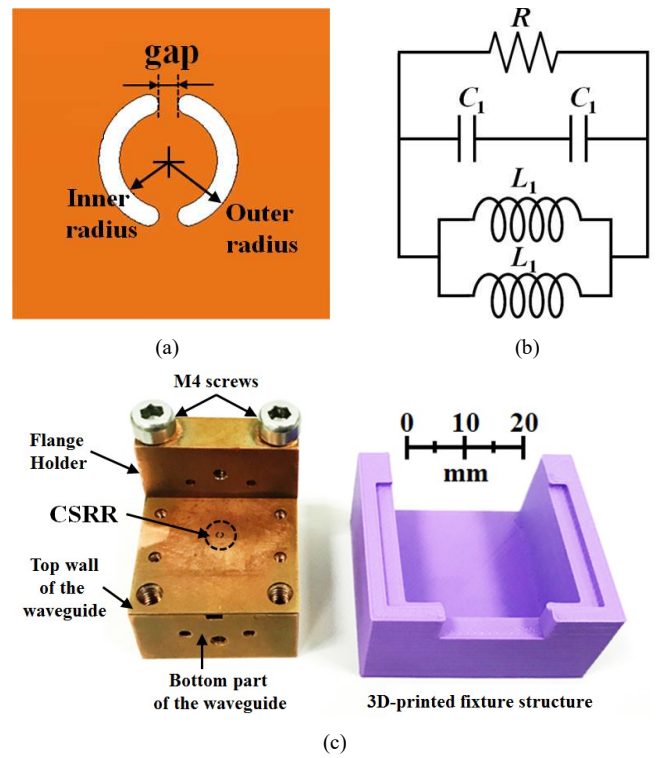 gap
Inner
radius
Outer
radius
(a)
R
C1
C1
L1
L1
(b)
M4 screws
Flange
Holder
CSRR
Top wall
of the
waveguide
Bottom part
of the waveguide
0 10 20
mm
3D-printed fixture structure
(c)